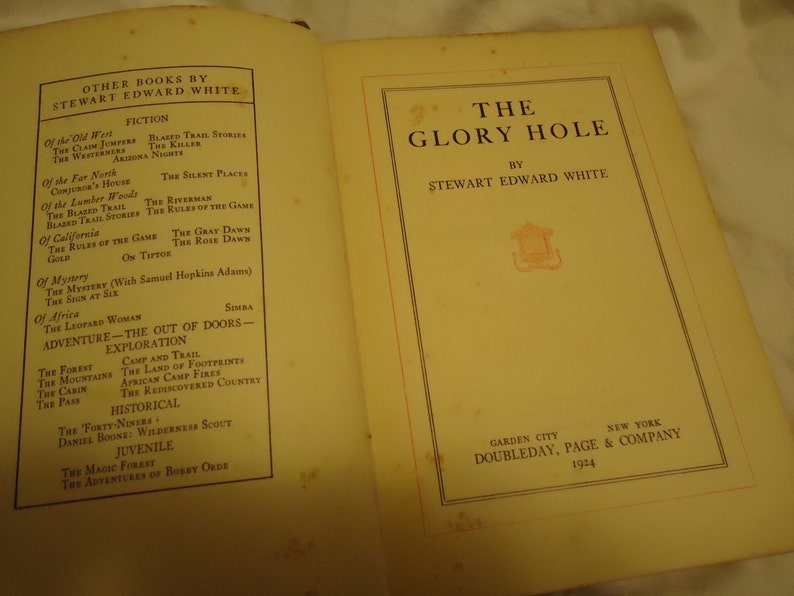 OTHER BOOKS BY
STEWART EDWARD WHITE
FICTION
Of the Old West
THE CLAIM JUMPERS BLAZED TRAIL STORIES
THE WESTERNERS THE KILLER
ARIZONA NIGHTS
Of the Far North
CONJUROR'S HOUSE THE SILENT PLACES
Of the Lumber Woods
THE BLAZED TRAIL THE RIVERMAN
BLAZED TRAIL STORIES THE RULES OF THE GAME
Of California
THE RULES OF THE GAME THE GRAY DAWN
GOLD ON TIPTOE THE ROSE DAWN
Of Mystery
THE MYSTERY (With Samuel Hopkins Adams)
THE SIGN AT SIX
Of Africa
THE LEOPARD WOMAN SIMBA
ADVENTURE—THE OUT OF DOORS—
EXPLORATION
THE FOREST CAMP AND TRAIL
THE MOUNTAINS THE LAND OF FOOTPRINTS
THE CABIN AFRICAN CAMP FIRES
THE PASS THE REDISCOVERED COUNTRY
HISTORICAL
THE 'FORTY-NINERS
DANIEL BOONE: WILDERNESS SCOUT
JUVENILE
THE MAGIC FOREST
THE ADVENTURES OF BOBBY ORDE
THE
GLORY HOLE
BY
STEWART EDWARD WHITE
GARDEN CITY NEW YORK
DOUBLEDAY, PAGE & COMPANY
1924